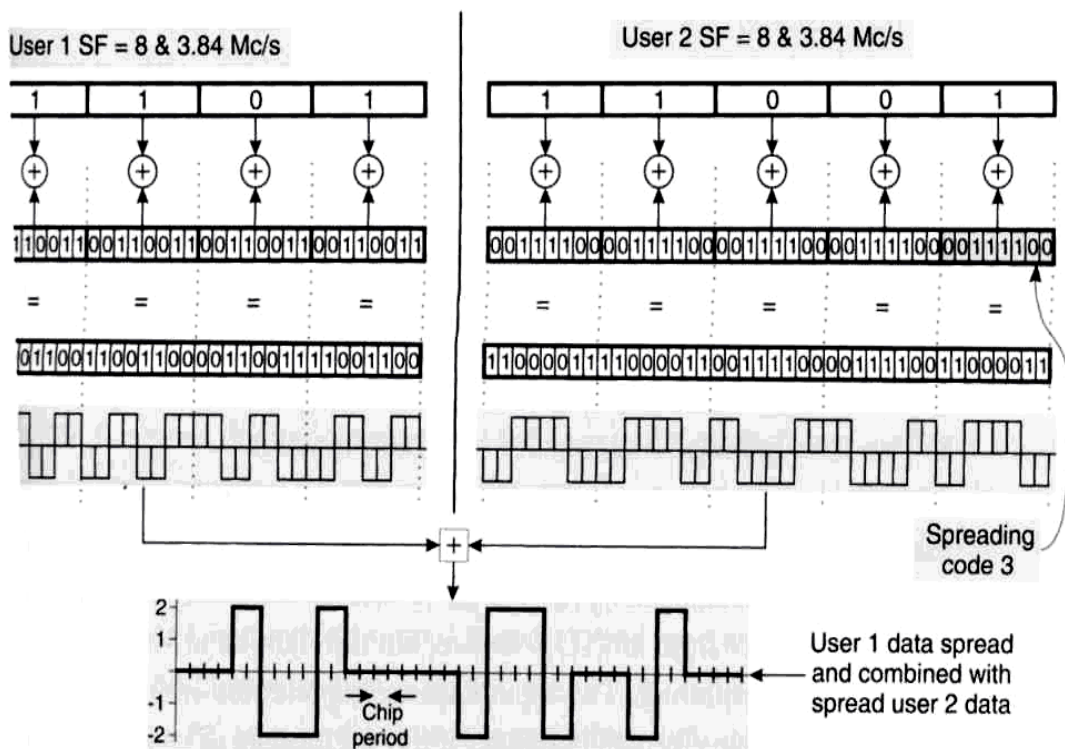 User 1 SF = 8 & 3.84 Mc/s
User 2 SF = 8 & 3.84 Mc/s
1 1 0 1
1 1 0 0 1
+ + + +
+ + + + +
110011001100110011001100110011
0011110000111100001111000011110000111100
= = = =
= = = = =
01100110011000011001111001100
1100001111000011001111000011110011000011
+
Spreading
code 3
2
1
-1
-2
Chip
period
User 1 data spread
and combined with
spread user 2 data